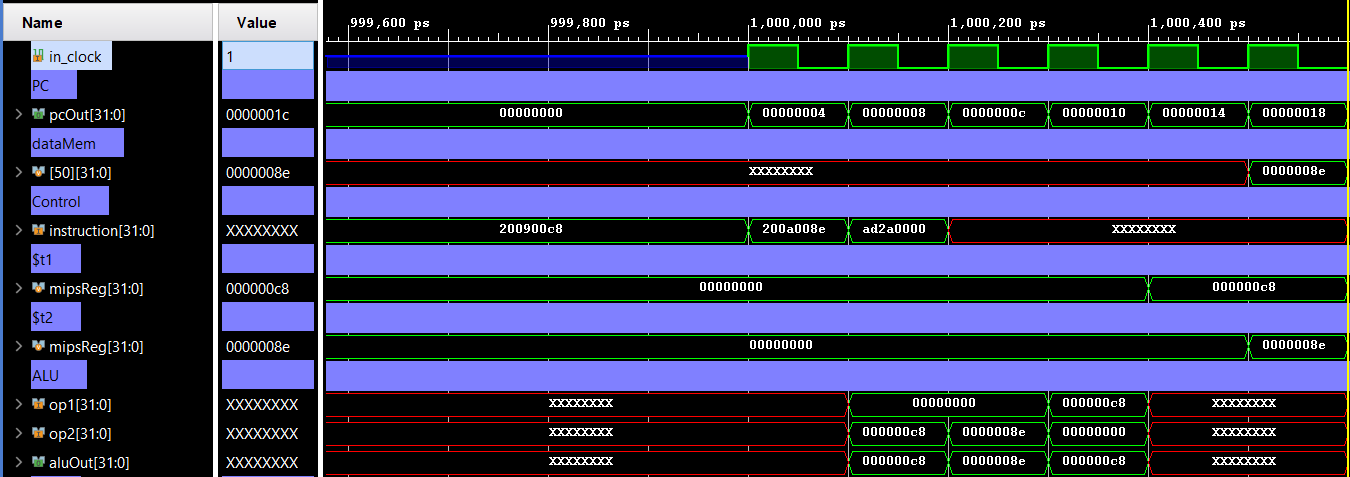 Name Value 999,600 ps 999,800 ps 1,000,000 ps 1,000,200 ps 1,000,400 ps
in_clock 1
PC
pcOut[31:0] 0000001c 00000000 00000004 00000008 0000000c 00000010 00000014 00000018
dataMem
[50][31:0] 0000008e XXXXXXXX 0000008e
Control
instruction[31:0] XXXXXXXX 200900c8 200a008e ad2a0000 XXXXXXXX
$t1
mipsReg[31:0] 000000c8 00000000 000000c8
$t2
mipsReg[31:0] 0000008e 00000000 0000008e
ALU
op1[31:0] XXXXXXXX XXXXXXXX 00000000 000000c8 XXXXXXXX
op2[31:0] XXXXXXXX XXXXXXXX 000000c8 0000008e 00000000 XXXXXXXX
aluOut[31:0] XXXXXXXX XXXXXXXX 000000c8 0000008e 000000c8 XXXXXXXX